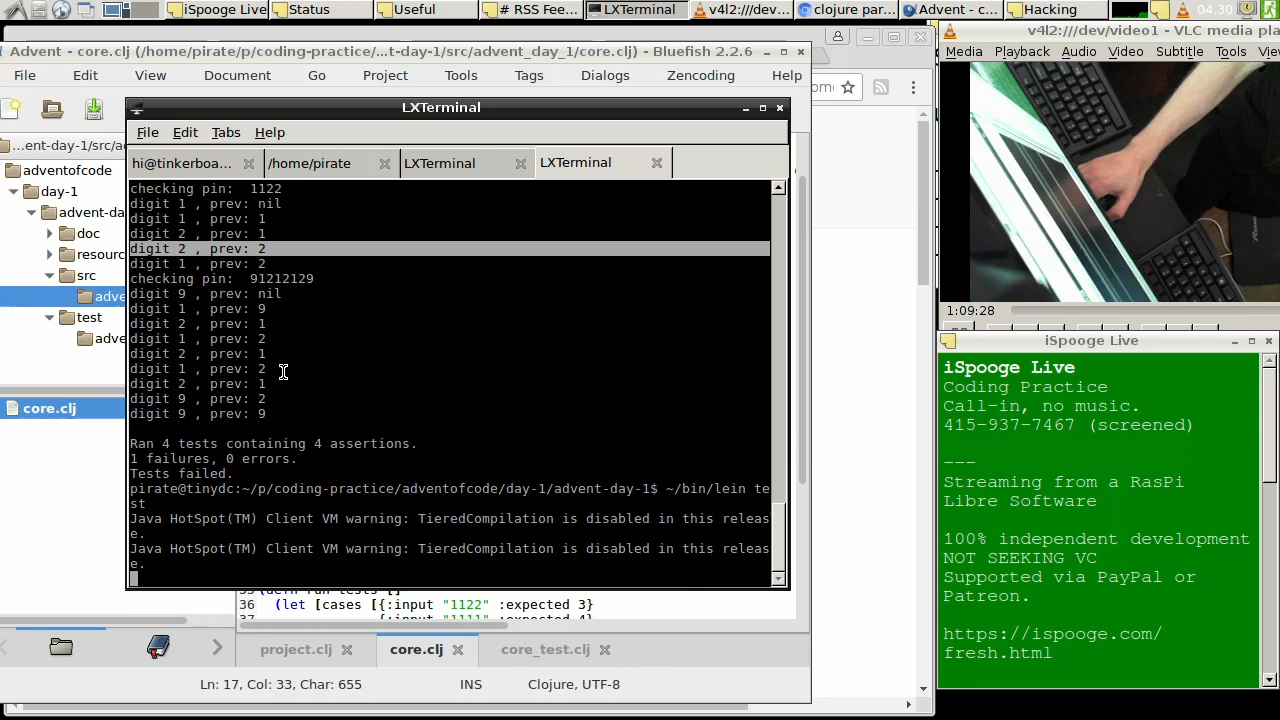 iSpooge Live
Status
Useful
# RSS Fee...
LXTerminal
v4l2:///dev...
clojure par...
Advent - c...
Hacking
04.30
Advent - core.clj (/home/pirate/p/coding-practice/...t-day-1/src/advent_day_1/core.clj) - Bluefish 2.2.6
v4l2:///dev/video1 - VLC media pla
File Edit View Document Go Project Tools Tags Dialogs Zencoding Help
Media Playback Audio Video Subtitle Tools
LXTerminal
File Edit Tabs Help
...ent-day-1/src/a
hi@tinkerboa...
/home/pirate
LXTerminal
LXTerminal
adventofcode
day-1
advent-da
doc
resourc
src
adve
test
adve
core.clj
checking pin:  1122
digit 1 , prev: nil
digit 1 , prev: 1
digit 2 , prev: 1
digit 2 , prev: 2
digit 1 , prev: 2
checking pin:  91212129
digit 9 , prev: nil
digit 1 , prev: 9
digit 2 , prev: 1
digit 1 , prev: 2
digit 2 , prev: 1
digit 1 , prev: 2
digit 2 , prev: 1
digit 9 , prev: 2
digit 9 , prev: 9
Ran 4 tests containing 4 assertions.
1 failures, 0 errors.
Tests failed.
pirate@tinydc:~/p/coding-practice/adventofcode/day-1/advent-day-1$ ~/bin/lein te
st
Java HotSpot(TM) Client VM warning: TieredCompilation is disabled in this releas
e.
Java HotSpot(TM) Client VM warning: TieredCompilation is disabled in this releas
e.
36 (let [cases [{:input "1122" :expected 3}
project.clj
core.clj
core_test.clj
Ln: 17, Col: 33, Char: 655
INS
Clojure, UTF-8
1:09:28
iSpooge Live
iSpooge Live
Coding Practice
Call-in, no music.
415-937-7467 (screened)
---
Streaming from a RasPi
Libre Software
100% independent development
NOT SEEKING VC
Supported via PayPal or
Patreon.
https://ispooge.com/
fresh.html